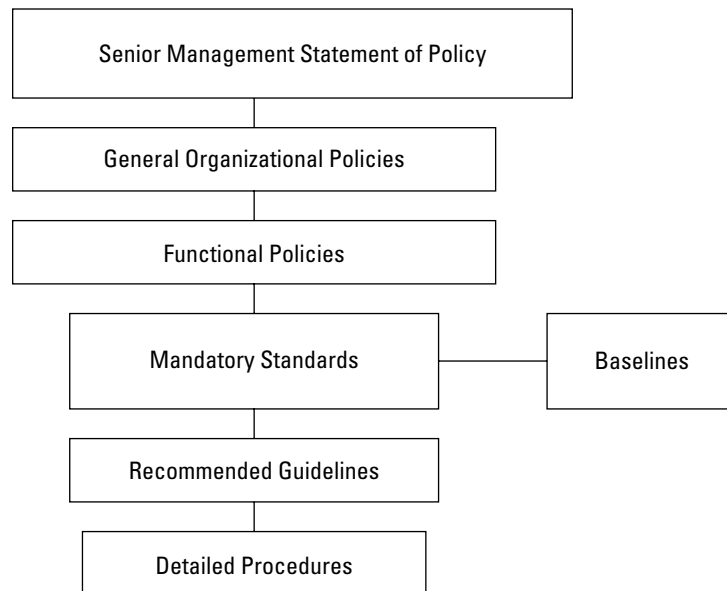 Senior Management Statement of Policy
General Organizational Policies
Functional Policies
Mandatory Standards
Baselines
Recommended Guidelines
Detailed Procedures